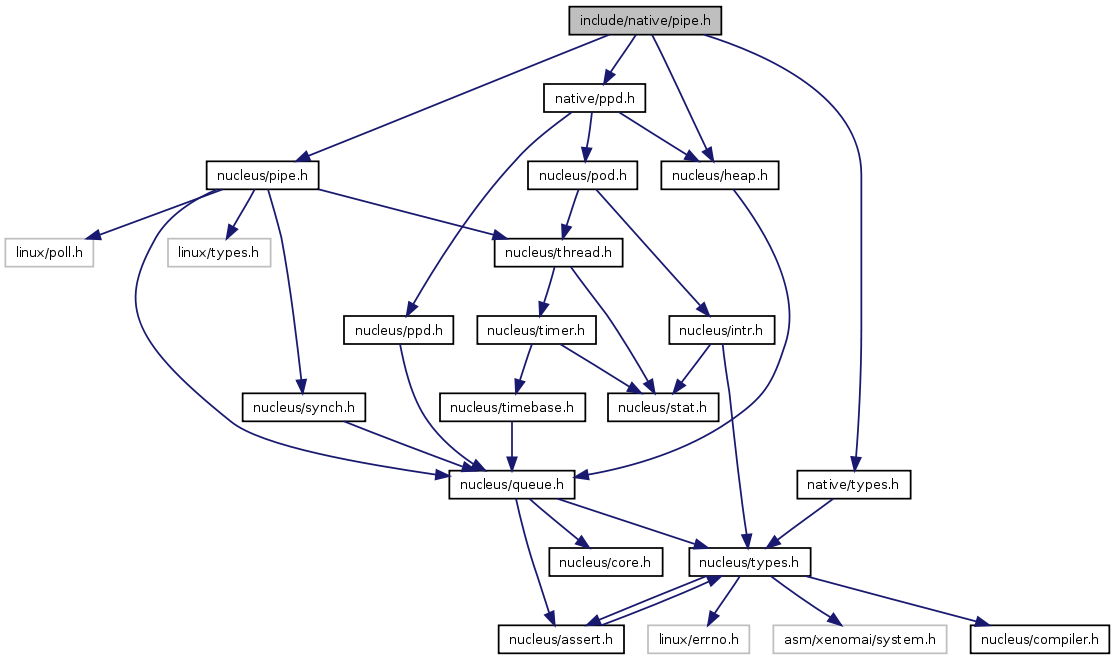 include/native/pipe.h
native/ppd.h
nucleus/pipe.h
nucleus/pod.h
nucleus/heap.h
linux/poll.h
linux/types.h
nucleus/thread.h
nucleus/ppd.h
nucleus/timer.h
nucleus/intr.h
nucleus/synch.h
nucleus/timebase.h
nucleus/stat.h
nucleus/queue.h
native/types.h
nucleus/core.h
nucleus/types.h
nucleus/assert.h
linux/errno.h
asm/xenomai/system.h
nucleus/compiler.h